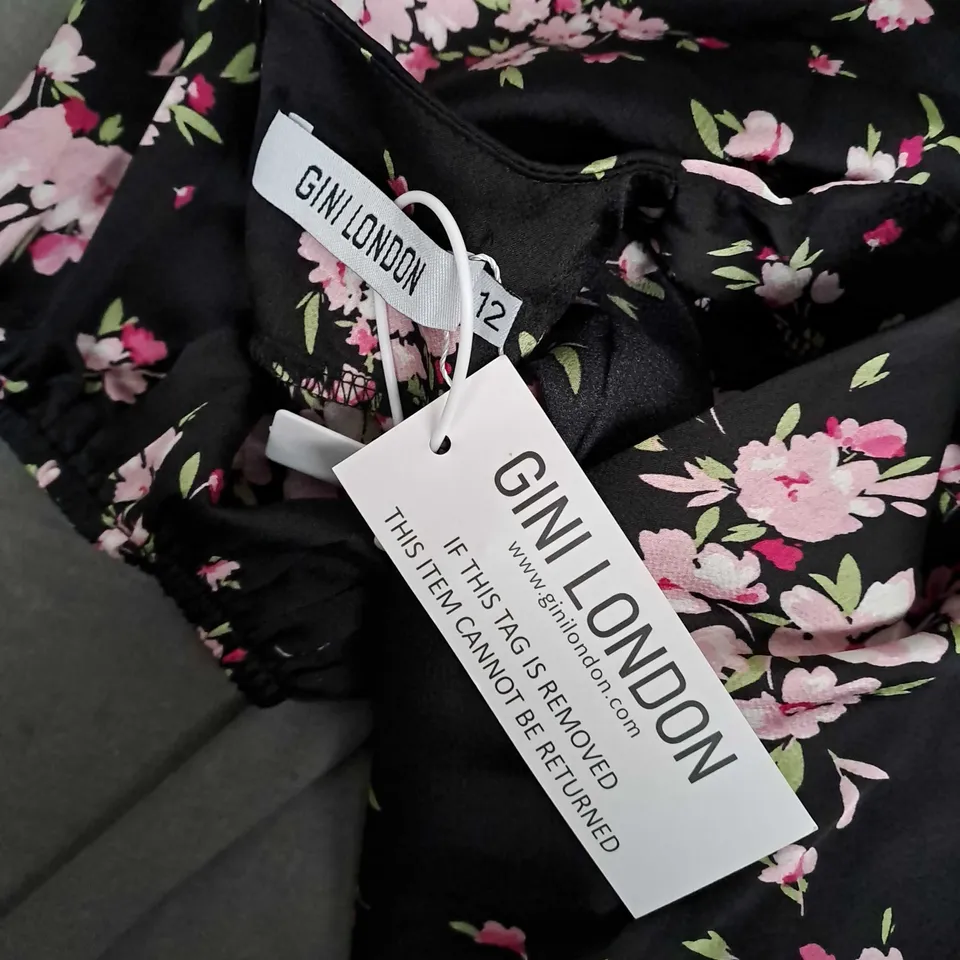 GINI LONDON
12
GINI LONDON
www.ginilondon.com
IF THIS TAG IS REMOVED
THIS ITEM CANNOT BE RETURNED